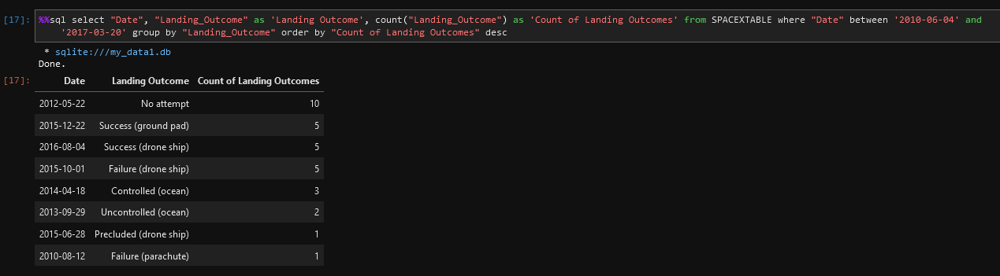 [17]: %%sql select "Date", "Landing_Outcome" as 'Landing Outcome', count("Landing_Outcome") as 'Count of Landing Outcomes' from SPACEXTABLE where "Date" between '2010-06-04' and
'2017-03-20' group by "Landing_Outcome" order by "Count of Landing Outcomes" desc
* sqlite:///my_data1.db
Done.
[17]: Date Landing Outcome Count of Landing Outcomes
2012-05-22 No attempt 10
2015-12-22 Success (ground pad) 5
2016-08-04 Success (drone ship) 5
2015-10-01 Failure (drone ship) 5
2014-04-18 Controlled (ocean) 3
2013-09-29 Uncontrolled (ocean) 2
2015-06-28 Precluded (drone ship) 1
2010-08-12 Failure (parachute) 1